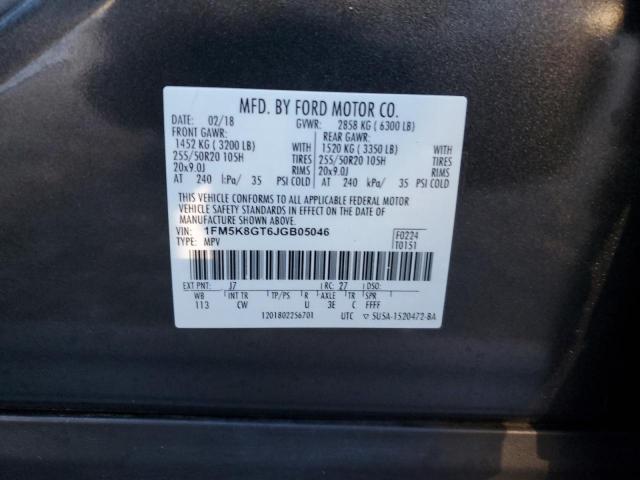 MFD. BY FORD MOTOR CO.
DATE: 02/18 GVWR: 2858 KG ( 6300 LB)
FRONT GAWR: REAR GAWR:
1452 KG ( 3200 LB) WITH 1520 KG ( 3350 LB) WITH
255/50R20 105H TIRES 255/50R20 105H TIRES
20x9.0J RIMS 20x9.0J RIMS
AT 240 kPa/ 35 PSI COLD AT 240 kPa/ 35 PSI COLD
THIS VEHICLE CONFORMS TO ALL APPLICABLE FEDERAL MOTOR
VEHICLE SAFETY STANDARDS IN EFFECT ON THE DATE OF
MANUFACTURE SHOWN ABOVE.
VIN: 1FM5K8GT6JGB05046 F0224
TYPE: MPV T0151
EXT PNT: J7 RC: 27 DSO:
WB INT TR TP/PS R AXLE TR SPR
113 CW U 3E C FFFF
1201802256701 UTC ▽ 5U5A-1520472-BA